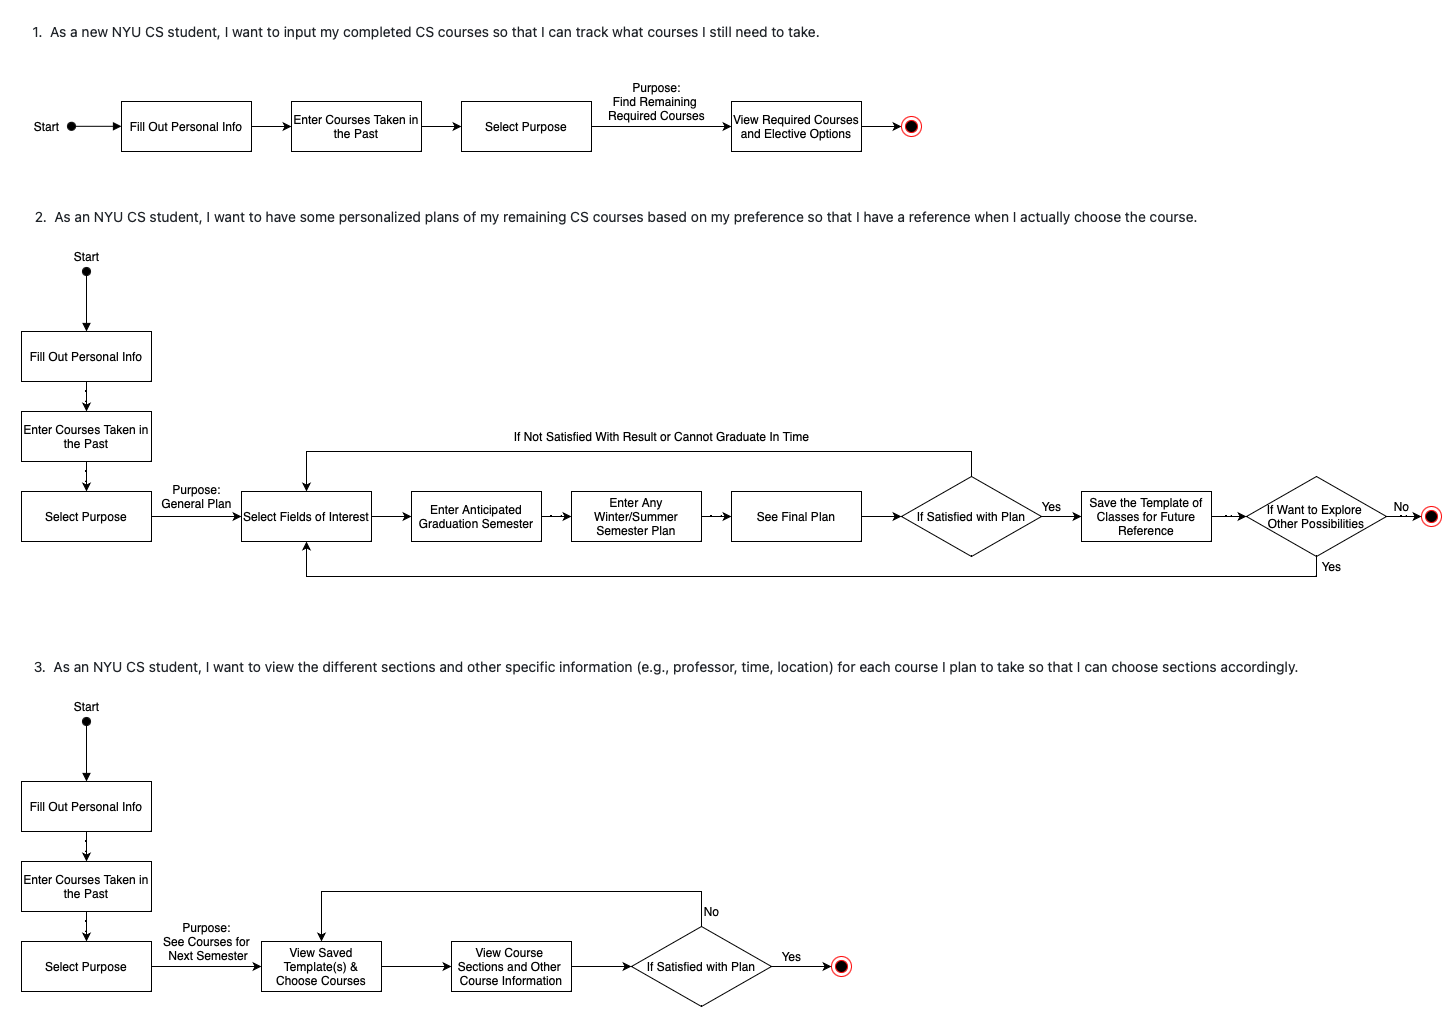 1. As a new NYU CS student, I want to input my completed CS courses so that I can track what courses I still need to take.
Start
Fill Out Personal Info
Enter Courses Taken in
the Past
Select Purpose
Purpose:
Find Remaining
Required Courses
View Required Courses
and Elective Options
2. As an NYU CS student, I want to have some personalized plans of my remaining CS courses based on my preference so that I have a reference when I actually choose the course.
Start
Fill Out Personal Info
Enter Courses Taken in
the Past
Select Purpose
Purpose:
General Plan
If Not Satisfied With Result or Cannot Graduate In Time
Select Fields of Interest
Enter Anticipated
Graduation Semester
Enter Any
Winter/Summer
Semester Plan
See Final Plan
If Satisfied with Plan
Yes
Save the Template of
Classes for Future
Reference
If Want to Explore
Other Possibilities
No
Yes
3. As an NYU CS student, I want to view the different sections and other specific information (e.g., professor, time, location) for each course I plan to take so that I can choose sections accordingly.
Start
Fill Out Personal Info
Enter Courses Taken in
the Past
Select Purpose
Purpose:
See Courses for
Next Semester
View Saved
Template(s) &
Choose Courses
View Course
Sections and Other
Course Information
If Satisfied with Plan
No
Yes